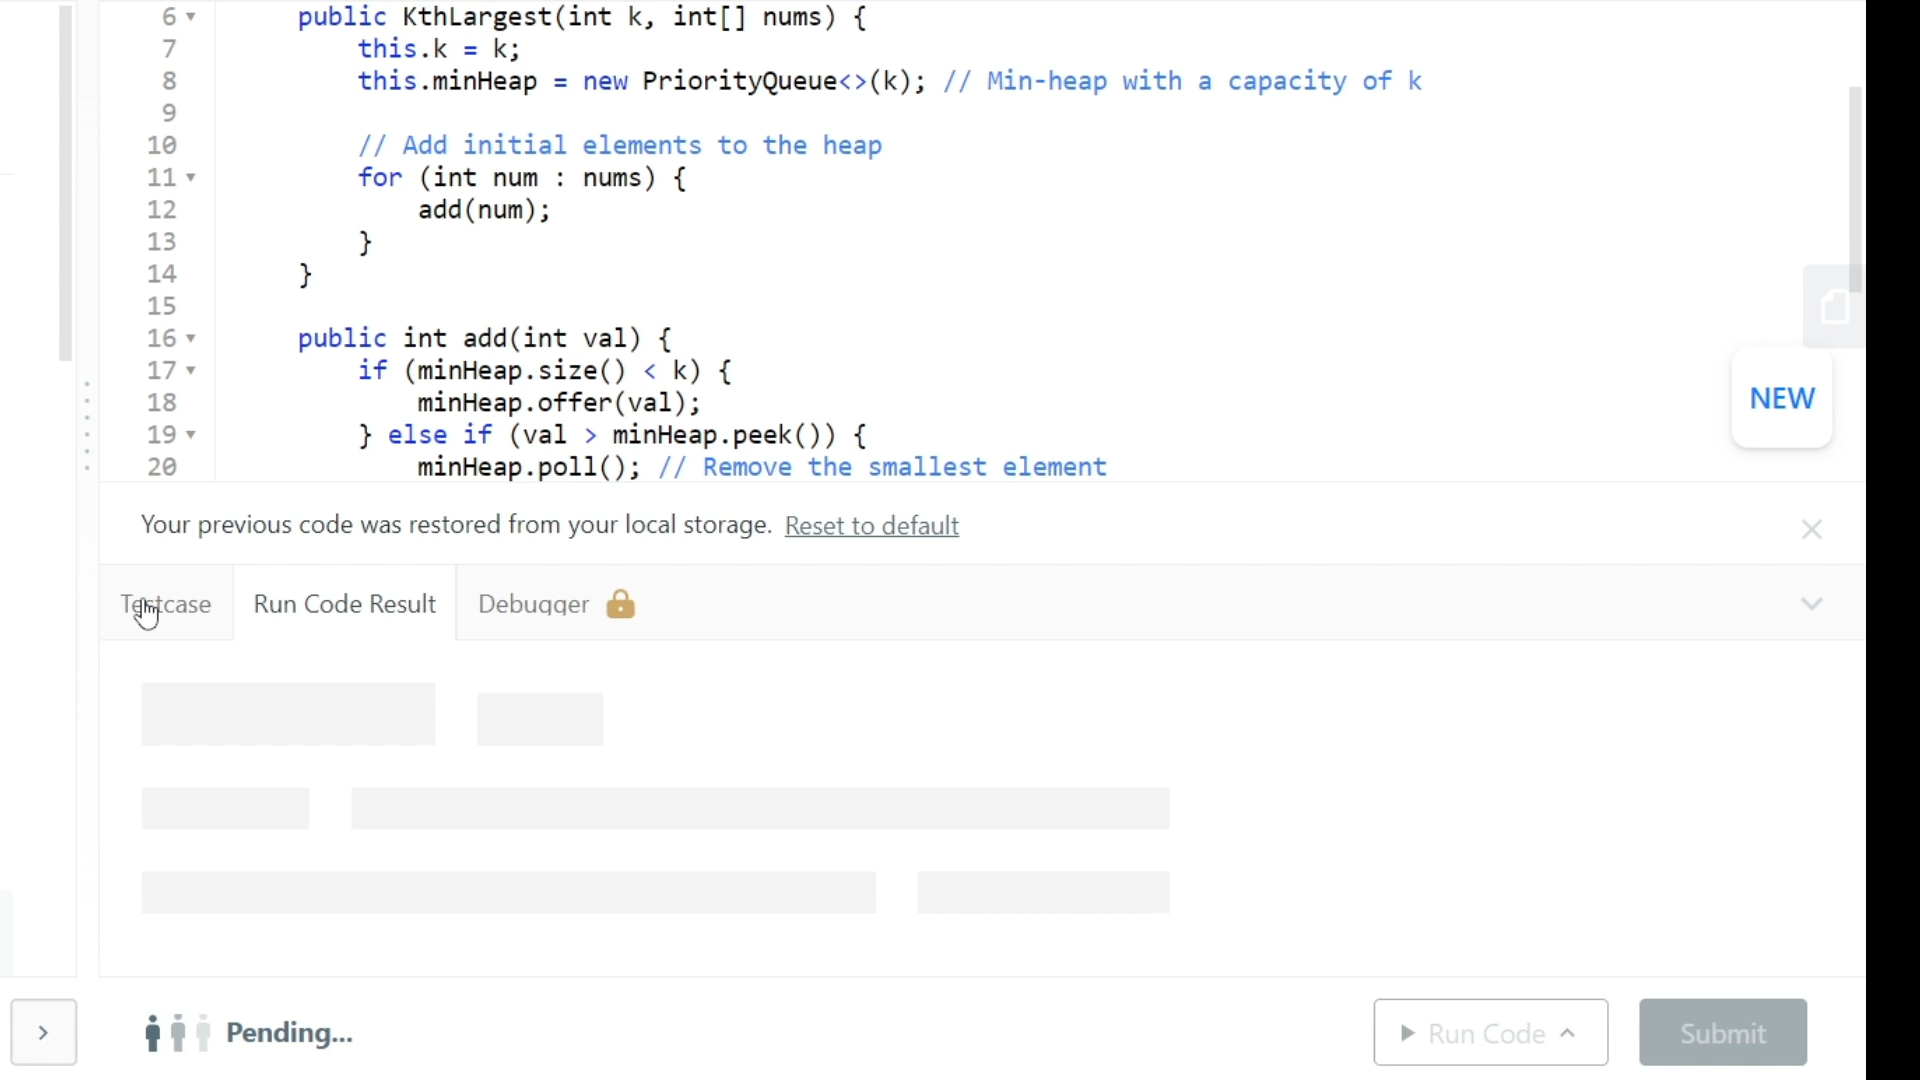 6 public KthLargest(int k, int[] nums) {
7 this.k = k;
8 this.minHeap = new PriorityQueue<>(k); // Min-heap with a capacity of k
9
10 // Add initial elements to the heap
11 for (int num : nums) {
12 add(num);
13 }
14 }
15
16 public int add(int val) {
17 if (minHeap.size() < k) {
18 minHeap.offer(val);
19 } else if (val > minHeap.peek()) {
20 minHeap.poll(); // Remove the smallest element
NEW
Your previous code was restored from your local storage. Reset to default
Testcase Run Code Result Debugger
Pending... Run Code Submit